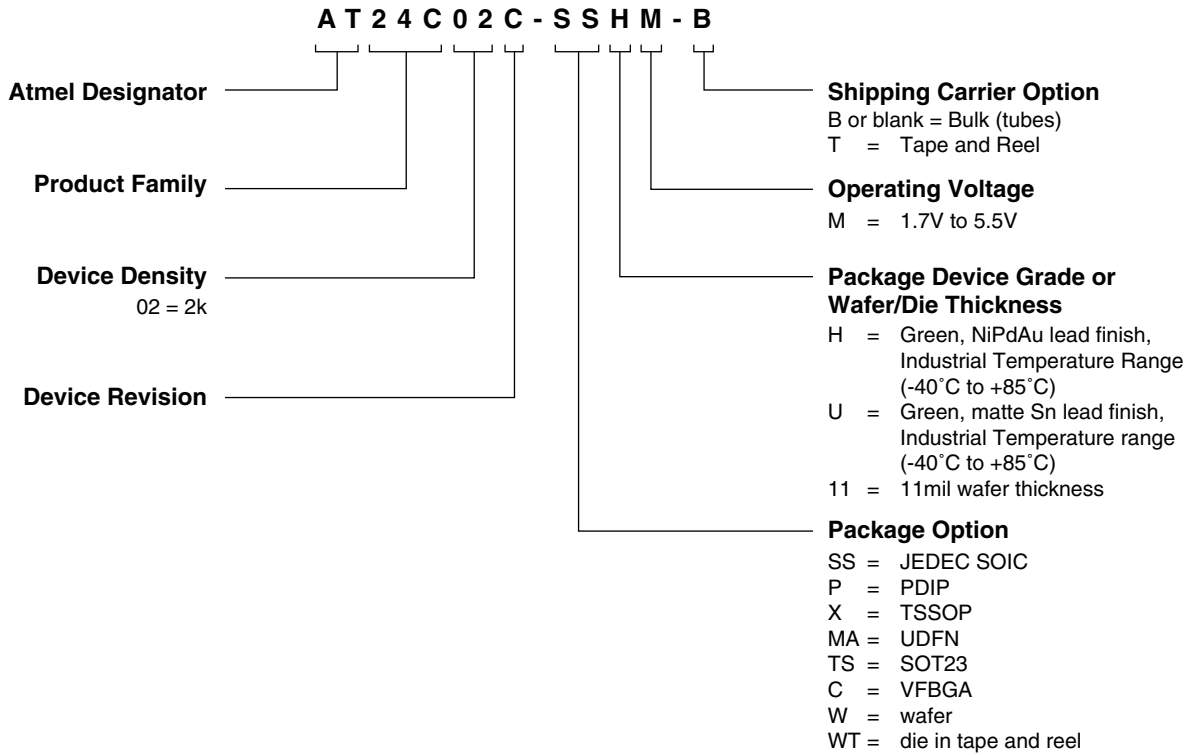 AT24C02C-SSHM-B
Atmel Designator
Product Family
Device Density
02 = 2k
Device Revision
Shipping Carrier Option
B or blank = Bulk (tubes)
T = Tape and Reel
Operating Voltage
M = 1.7V to 5.5V
Package Device Grade or
Wafer/Die Thickness
H = Green, NiPdAu lead finish,
Industrial Temperature Range
(-40˚C to +85˚C)
U = Green, matte Sn lead finish,
Industrial Temperature range
(-40˚C to +85˚C)
11 = 11mil wafer thickness
Package Option
SS = JEDEC SOIC
P = PDIP
X = TSSOP
MA = UDFN
TS = SOT23
C = VFBGA
W = wafer
WT = die in tape and reel